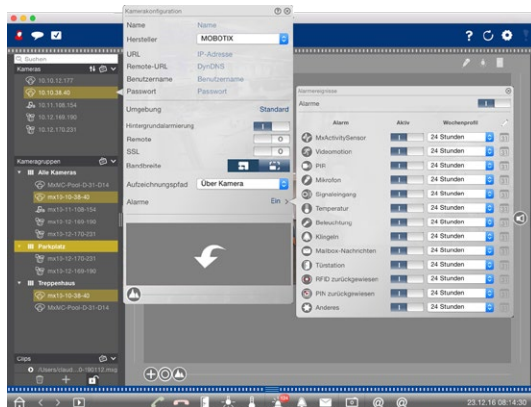 Kamerakonfiguration
Name Name
Hersteller MOBOTIX
URL IP-Adresse
Remote-URL DynDNS
Benutzername Benutzername
Passwort Passwort
Umgebung Standard
Hintergrundalarmierung
Remote
SSL
Bandbreite
Aufzeichnungspfad Über Kamera
Alarme Ein >
Suchen
Kameras
10.10.12.177
10.10.38.40
10.11.108.154
10.12.169.190
10.12.170.231
Kameragruppen
Alle Kameras
MxMC-Pool-D-31-D14
mx10-10-38-40
mx10-11-108-154
mx10-12-169-190
mx10-12-170-231
Parkplatz
mx10-12-170-231
mx10-12-169-190
Treppenhaus
mx10-10-38-40
MxMC-Pool-D-31-D14
Clips
Alarmereignisse
Alarme
Alarm Aktiv Wochenprofil
MxActivitySensor 24 Stunden
Videomotion 24 Stunden
PIR 24 Stunden
Mikrofon 24 Stunden
Signaleingang 24 Stunden
Temperatur 24 Stunden
Beleuchtung 24 Stunden
Klingeln 24 Stunden
Mailbox-Nachrichten 24 Stunden
Türstation 24 Stunden
RFID zurückgewiesen 24 Stunden
PIN zurückgewiesen 24 Stunden
Anderes 24 Stunden
23.12.16 08:14:30